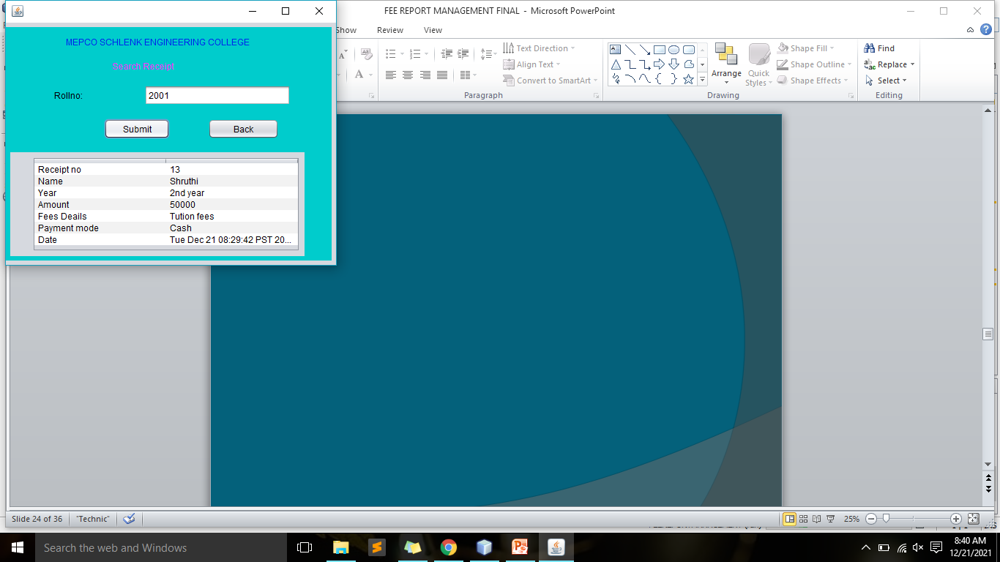 FEE REPORT MANAGEMENT FINAL - Microsoft PowerPoint
Show Review View
MEPCO SCHLENK ENGINEERING COLLEGE
Search Receipt
Rollno: 2001
Submit Back
Receipt no 13
Name Shruthi
Year 2nd year
Amount 50000
Fees Deails Tution fees
Payment mode Cash
Date Tue Dec 21 08:29:42 PST 20...
Text Direction
Align Text
Convert to SmartArt
Paragraph
Arrange
Quick
Styles
Shape Fill
Shape Outline
Shape Effects
Drawing
Find
Replace
Select
Editing
Slide 24 of 36 "Technic" 25%
Search the web and Windows
8:40 AM
12/21/2021